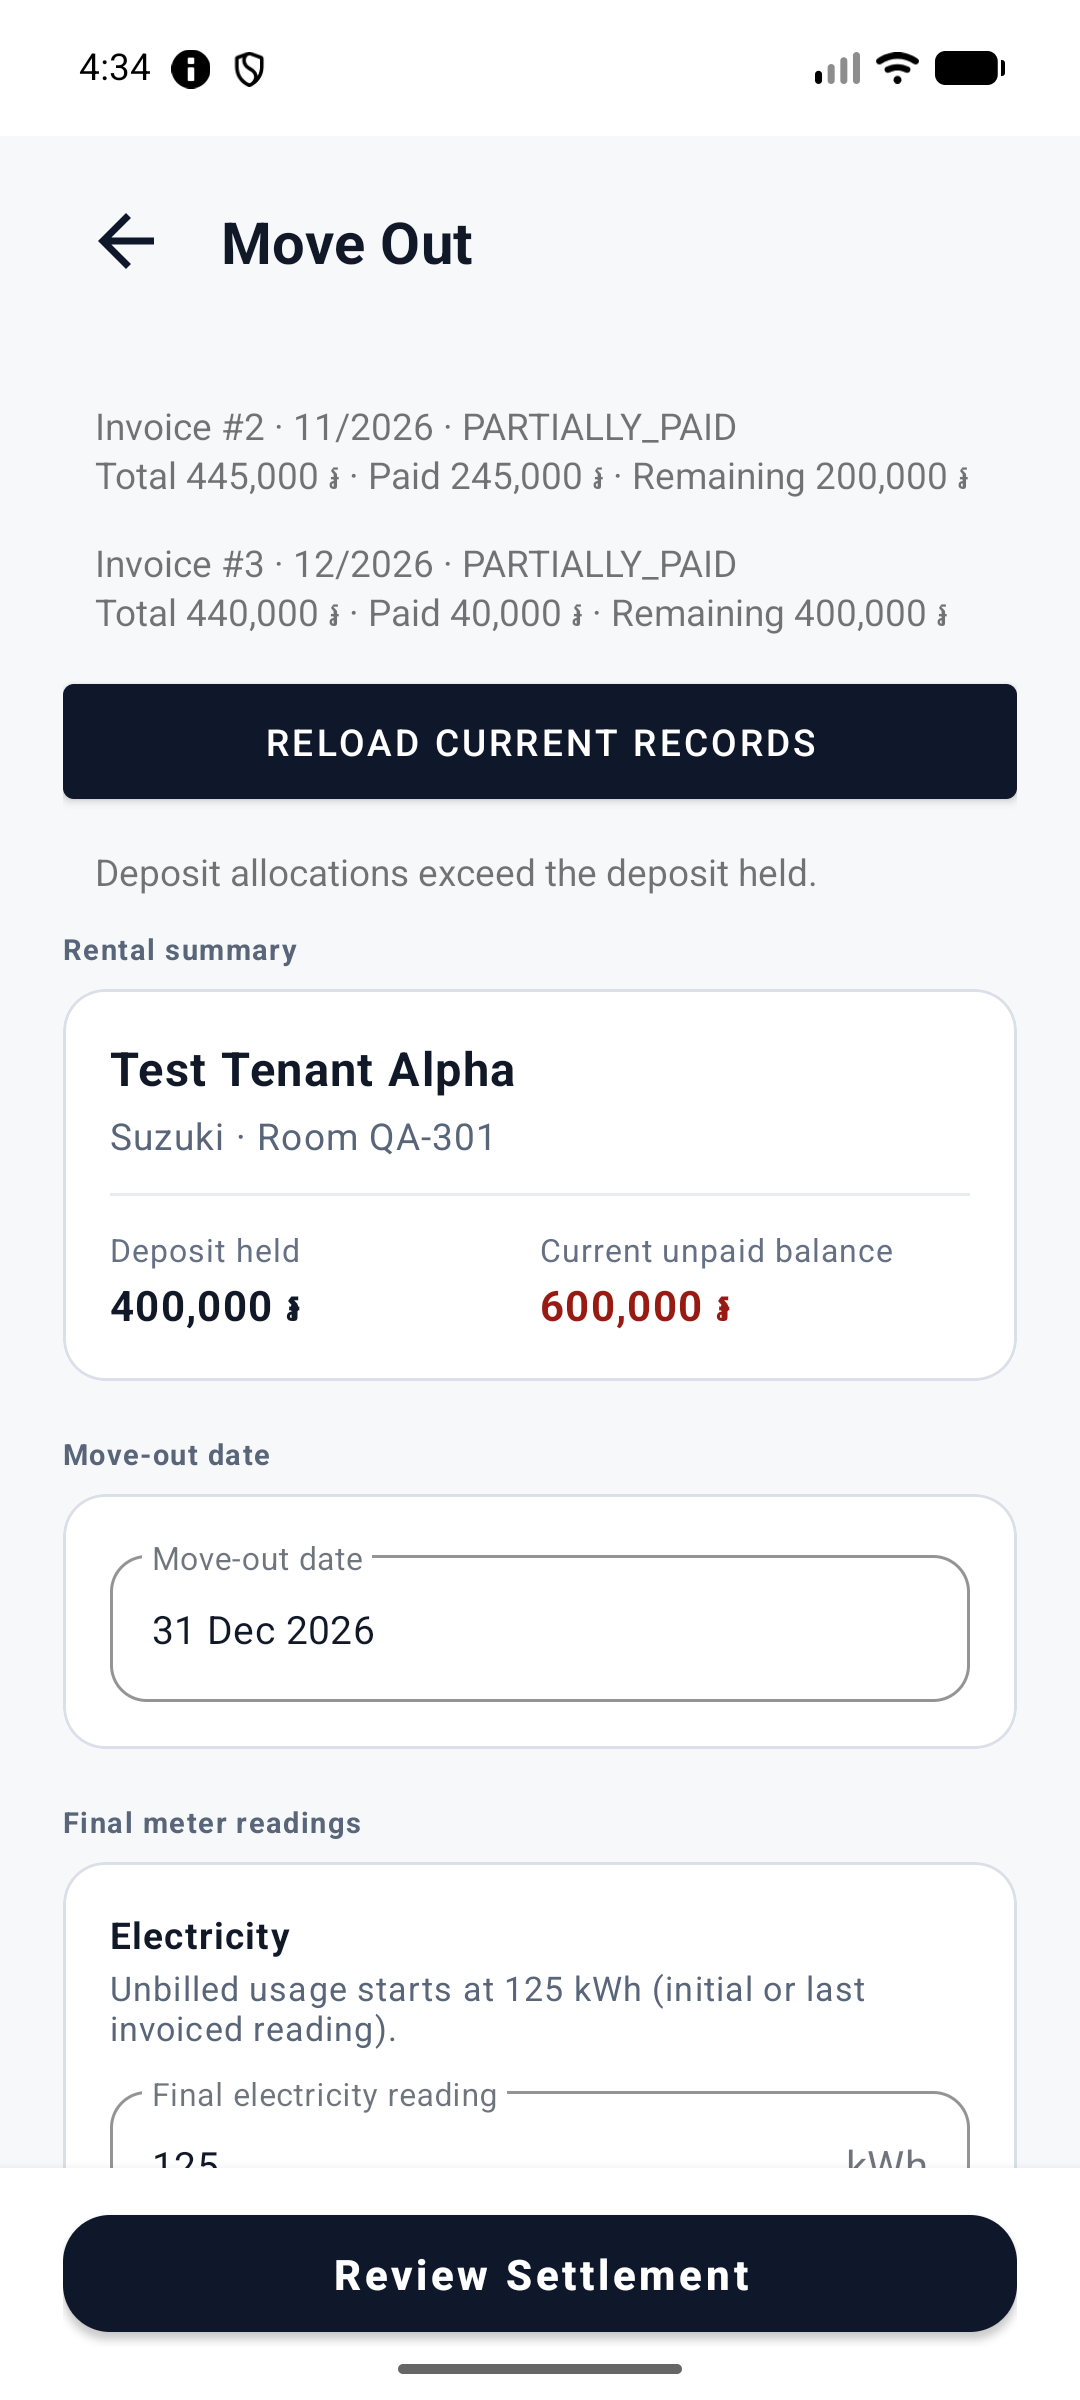 4:34
Move Out
Invoice #2 · 11/2026 · PARTIALLY_PAID
Total 445,000 ៛ · Paid 245,000 ៛ · Remaining 200,000 ៛
Invoice #3 · 12/2026 · PARTIALLY_PAID
Total 440,000 ៛ · Paid 40,000 ៛ · Remaining 400,000 ៛
RELOAD CURRENT RECORDS
Deposit allocations exceed the deposit held.
Rental summary
Test Tenant Alpha
Suzuki · Room QA-301
Deposit held
Current unpaid balance
400,000 ៛
600,000 ៛
Move-out date
Move-out date
31 Dec 2026
Final meter readings
Electricity
Unbilled usage starts at 125 kWh (initial or last
invoiced reading).
Final electricity reading
125 kWh
Review Settlement